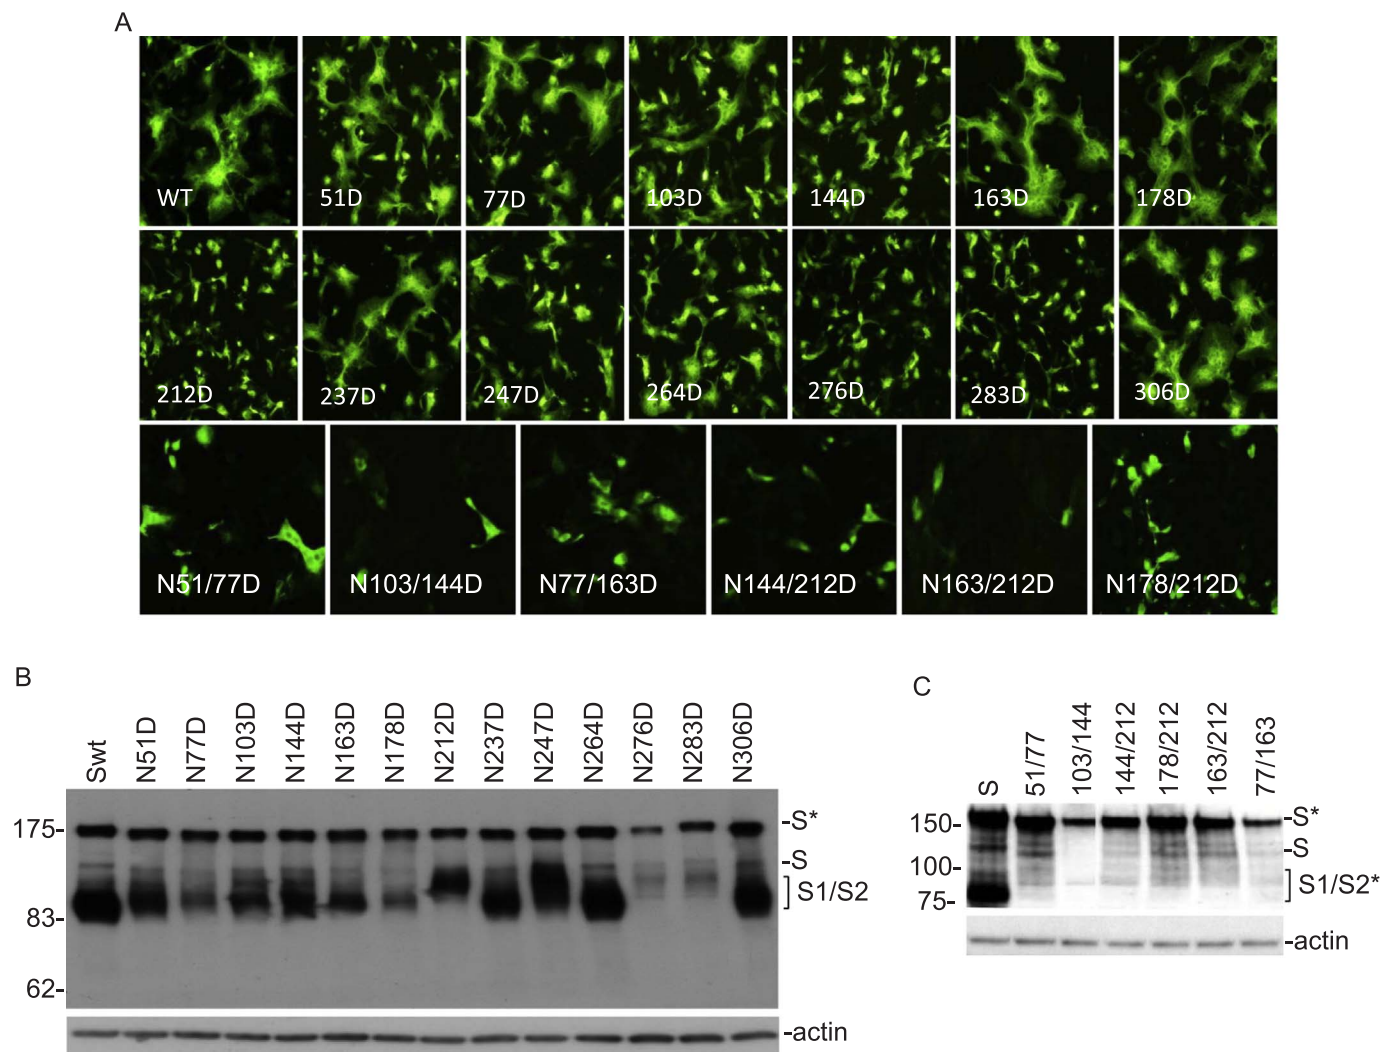 A
WT 51D 77D 103D 144D 163D 178D
212D 237D 247D 264D 276D 283D 306D
N51/77D N103/144D N77/163D N144/212D N163/212D N178/212D
B
Swt N51D N77D N103D N144D N163D N178D N212D N237D N247D N264D N276D N283D N306D
175- -S*
-S
S1/S2
83-
62-
-actin
C
S 51/77 103/144 144/212 178/212 163/212 77/163
150- -S*
-S
100-
S1/S2*
75-
-actin